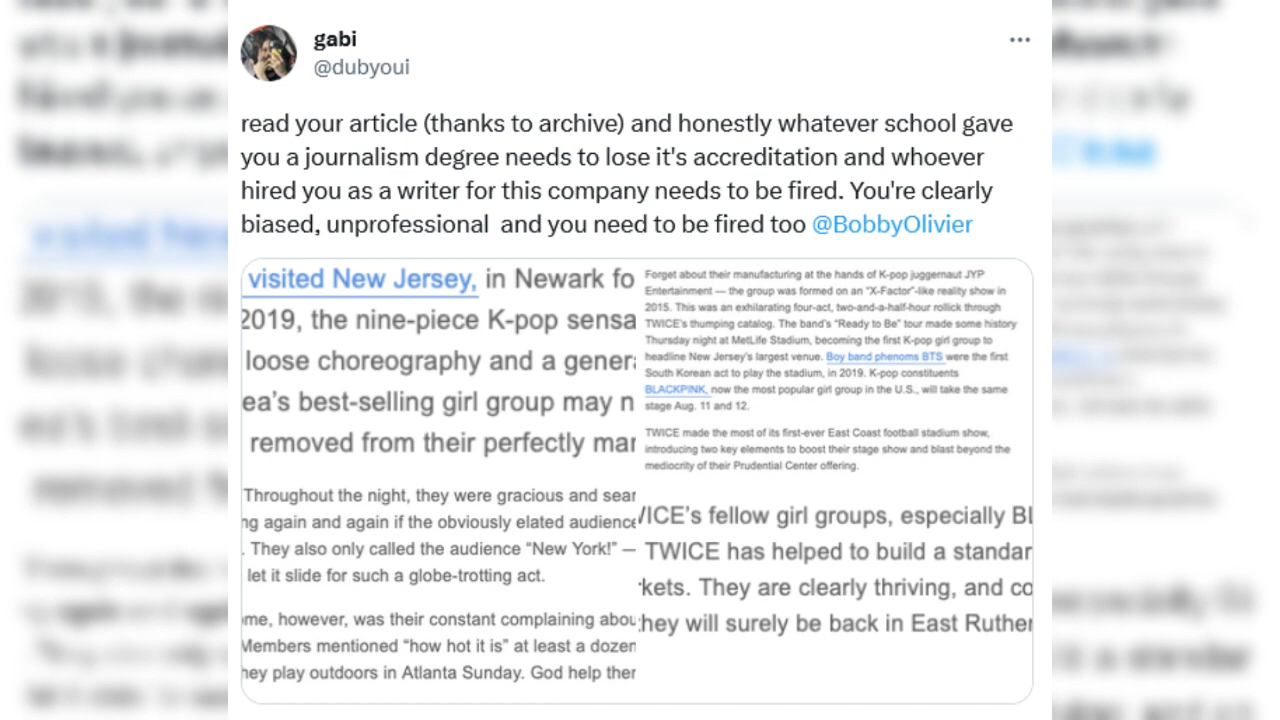 gabi
@dubyoui
read your article (thanks to archive) and honestly whatever school gave
you a journalism degree needs to lose it's accreditation and whoever
hired you as a writer for this company needs to be fired. You're clearly
biased, unprofessional  and you need to be fired too @BobbyOlivier
visited New Jersey, in Newark fo
2019, the nine-piece K-pop sensa
loose choreography and a genera
ea's best-selling girl group may n
removed from their perfectly mar
Throughout the night, they were gracious and sear
ng again and again if the obviously elated audience
. They also only called the audience "New York!" —
let it slide for such a globe-trotting act.
ome, however, was their constant complaining abou
Members mentioned "how hot it is" at least a dozen
hey play outdoors in Atlanta Sunday. God help ther
Forget about their manufacturing at the hands of K-pop juggernaut JYP
Entertainment — the group was formed on an "X-Factor"-like reality show in
2015. This was an exhilarating four-act, two-and-a-half-hour rollick through
TWICE's thumping catalog. The band's "Ready to Be" tour made some history
Thursday night at MetLife Stadium, becoming the first K-pop girl group to
headline New Jersey's largest venue. Boy band phenoms BTS were the first
South Korean act to play the stadium, in 2019. K-pop constituents
BLACKPINK, now the most popular girl group in the U.S., will take the same
stage Aug. 11 and 12.
TWICE made the most of its first-ever East Coast football stadium show,
introducing two key elements to boost their stage show and blast beyond the
mediocrity of their Prudential Center offering.
WICE's fellow girl groups, especially BL
TWICE has helped to build a standar
kets. They are clearly thriving, and co
they will surely be back in East Ruther